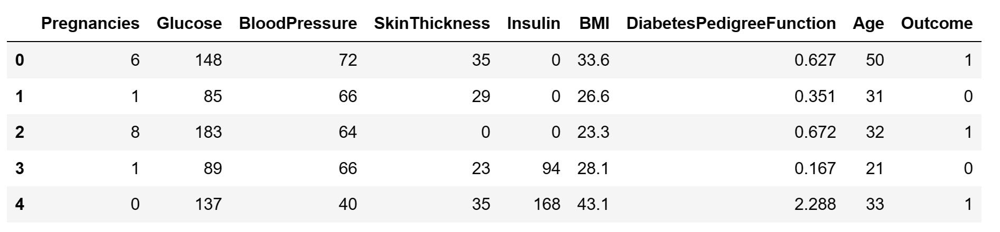 Pregnancies Glucose BloodPressure SkinThickness Insulin BMI DiabetesPedigreeFunction Age Outcome
0 6 148 72 35 0 33.6 0.627 50 1
1 1 85 66 29 0 26.6 0.351 31 0
2 8 183 64 0 0 23.3 0.672 32 1
3 1 89 66 23 94 28.1 0.167 21 0
4 0 137 40 35 168 43.1 2.288 33 1